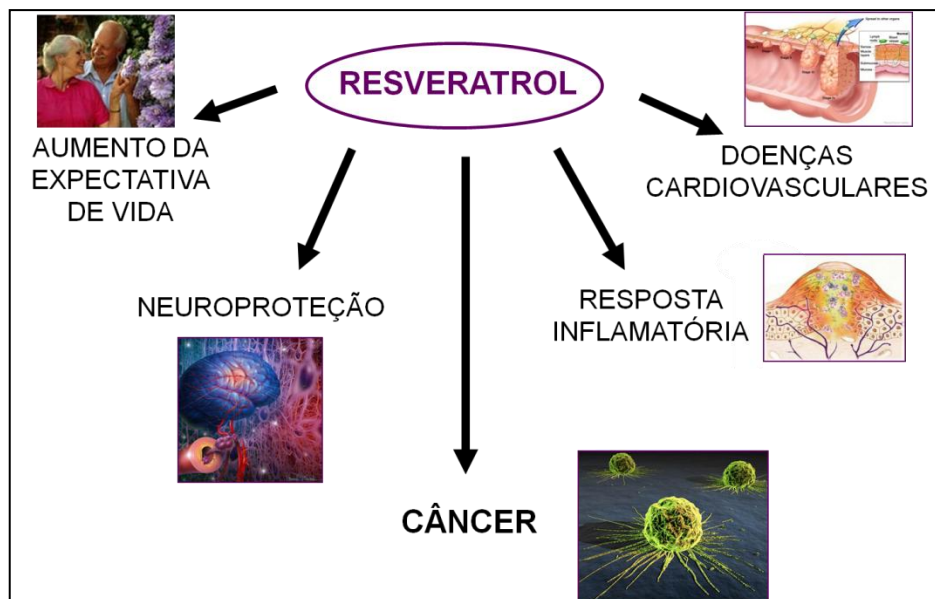 RESVERATROL
AUMENTO DA
EXPECTATIVA
DE VIDA
DOENÇAS
CARDIOVASCULARES
NEUROPROTEÇÃO
RESPOSTA
INFLAMATÓRIA
CÂNCER